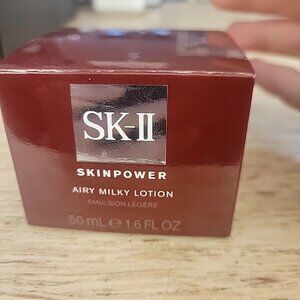 SK-II
SKINPOWER
AIRY MILKY LOTION
EMULSION LÉGÈRE
50 mL ℮ 1.6 FL OZ